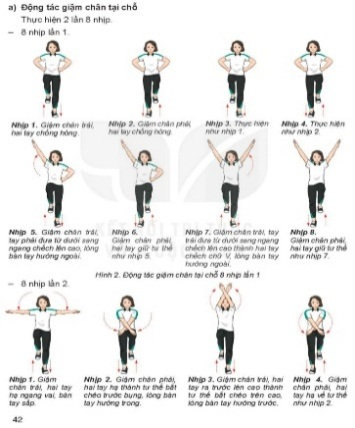 a) Động tác giậm chân tại chỗ
Thực hiện 2 lần 8 nhịp.
– 8 nhịp lần 1.
Nhịp 1. Giậm chân trái,
hai tay chống hông.
Nhịp 2. Giậm chân phải,
hai tay chống hông.
Nhịp 3. Thực hiện
như nhịp 1.
Nhịp 4. Thực hiện
như nhịp 2.
Nhịp 5. Giậm chân trái,
tay phải đưa từ dưới sang
ngang chếch lên cao, lòng
bàn tay hướng ngoài.
Nhịp 6.
Giậm chân phải,
hai tay giữ tư thế
như nhịp 5.
Nhịp 7. Giậm chân trái, tay
trái đưa từ dưới sang ngang
chếch lên cao thành hai tay
chếch chữ V, lòng bàn tay
hướng ngoài.
Nhịp 8.
Giậm chân phải,
hai tay giữ tư thế
như nhịp 7.
Hình 2. Động tác giậm chân tại chỗ 8 nhịp lần 1
– 8 nhịp lần 2.
Nhịp 1. Giậm
chân trái, hai tay
hạ ngang vai, bàn
tay sấp.
Nhịp 2. Giậm chân phải,
hai tay hạ thành tư thế bắt
chéo trước bụng, lòng bàn
tay hướng trong.
Nhịp 3. Giậm chân trái, hai
tay ra trước lên cao thành
tư thế bắt chéo trên cao,
lòng bàn tay hướng trước.
Nhịp 4. Giậm
chân phải, hai
tay hạ về tư thế
như nhịp 2.
42